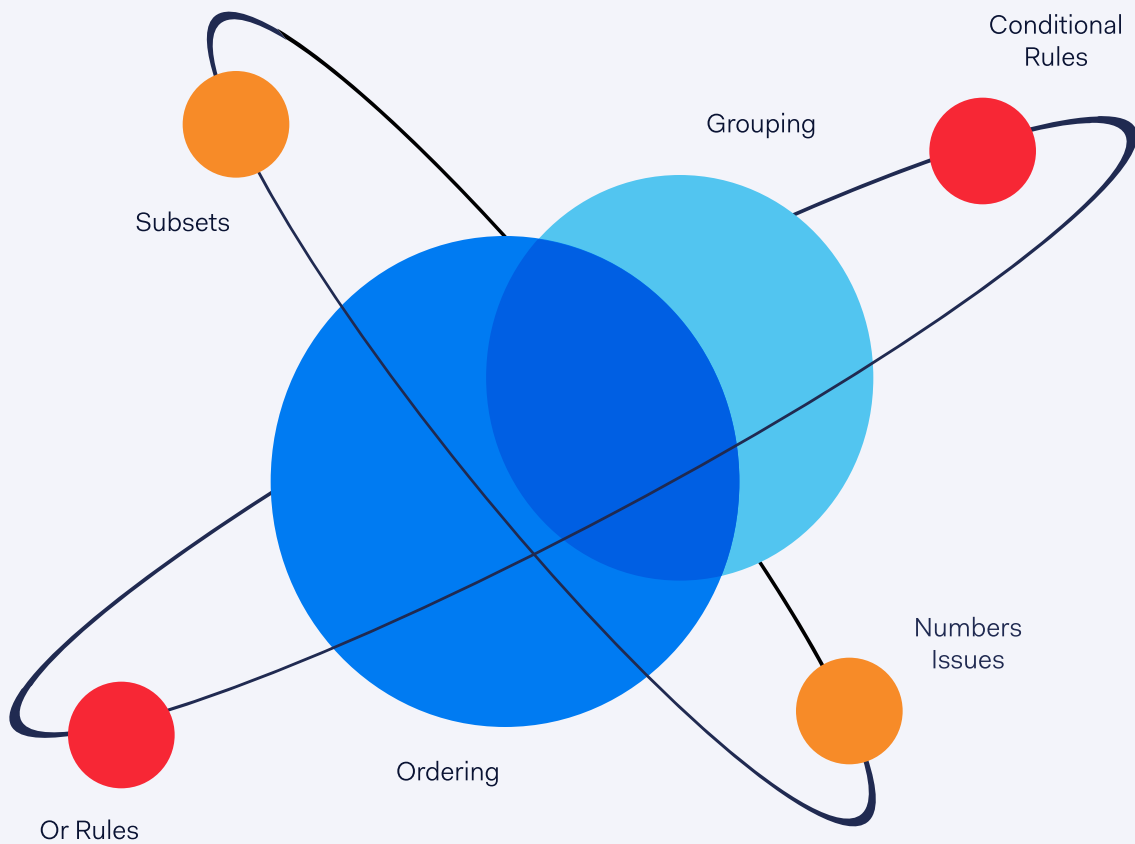 Conditional
Rules
Grouping
Subsets
Numbers
Issues
Ordering
Or Rules